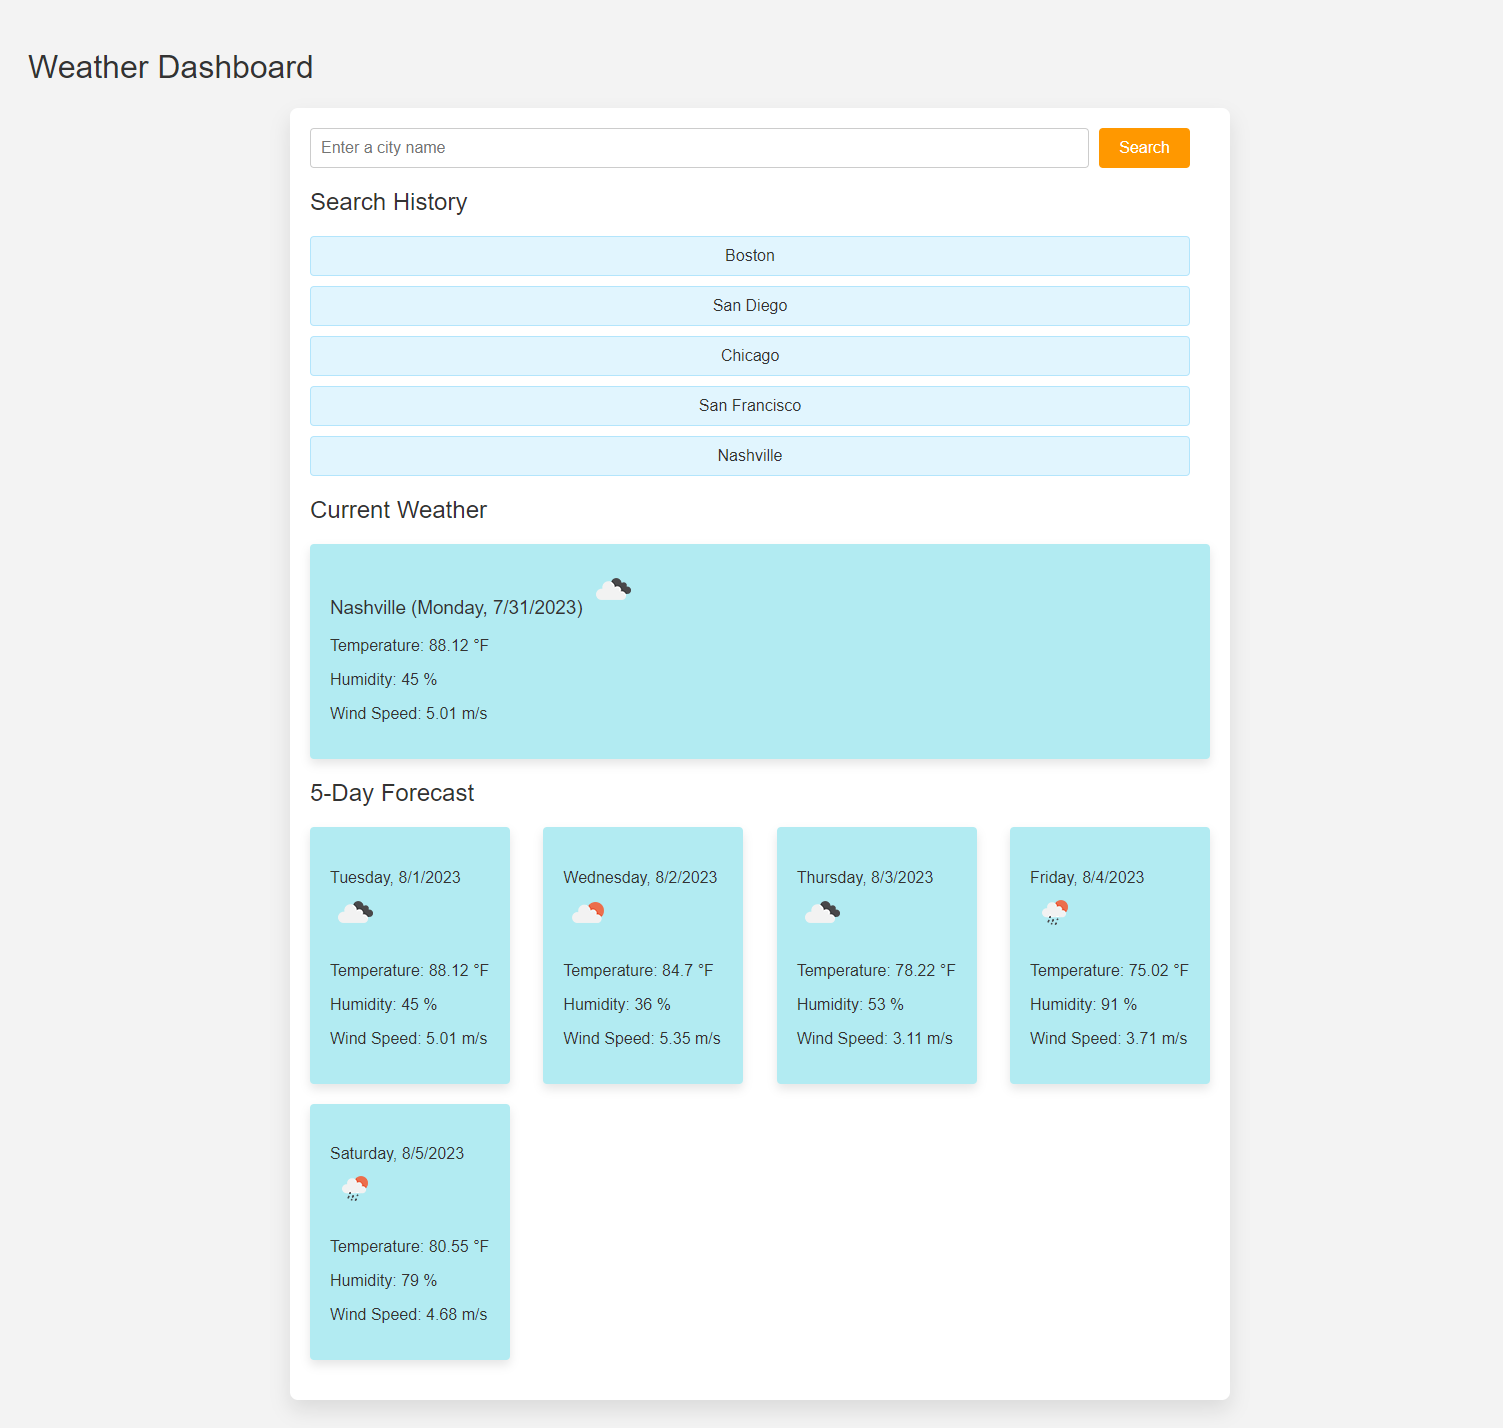 Weather Dashboard
Enter a city name
Search
Search History
Boston
San Diego
Chicago
San Francisco
Nashville
Current Weather
Nashville (Monday, 7/31/2023)
Temperature: 88.12 °F
Humidity: 45 %
Wind Speed: 5.01 m/s
5-Day Forecast
Tuesday, 8/1/2023
Temperature: 88.12 °F
Humidity: 45 %
Wind Speed: 5.01 m/s
Wednesday, 8/2/2023
Temperature: 84.7 °F
Humidity: 36 %
Wind Speed: 5.35 m/s
Thursday, 8/3/2023
Temperature: 78.22 °F
Humidity: 53 %
Wind Speed: 3.11 m/s
Friday, 8/4/2023
Temperature: 75.02 °F
Humidity: 91 %
Wind Speed: 3.71 m/s
Saturday, 8/5/2023
Temperature: 80.55 °F
Humidity: 79 %
Wind Speed: 4.68 m/s